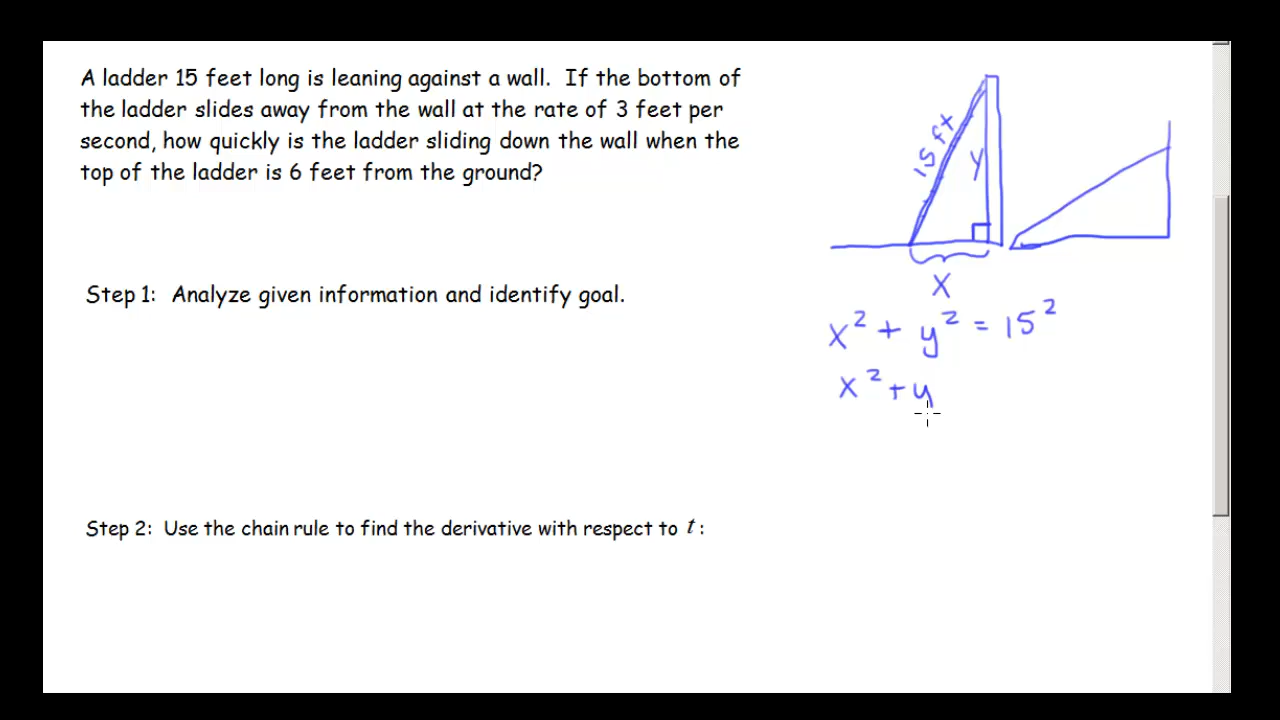 A ladder 15 feet long is leaning against a wall. If the bottom of
the ladder slides away from the wall at the rate of 3 feet per
second, how quickly is the ladder sliding down the wall when the
top of the ladder is 6 feet from the ground?
15 ft
y
x
Step 1: Analyze given information and identify goal.
x² + y² = 15²
x² + y
Step 2: Use the chain rule to find the derivative with respect to t: